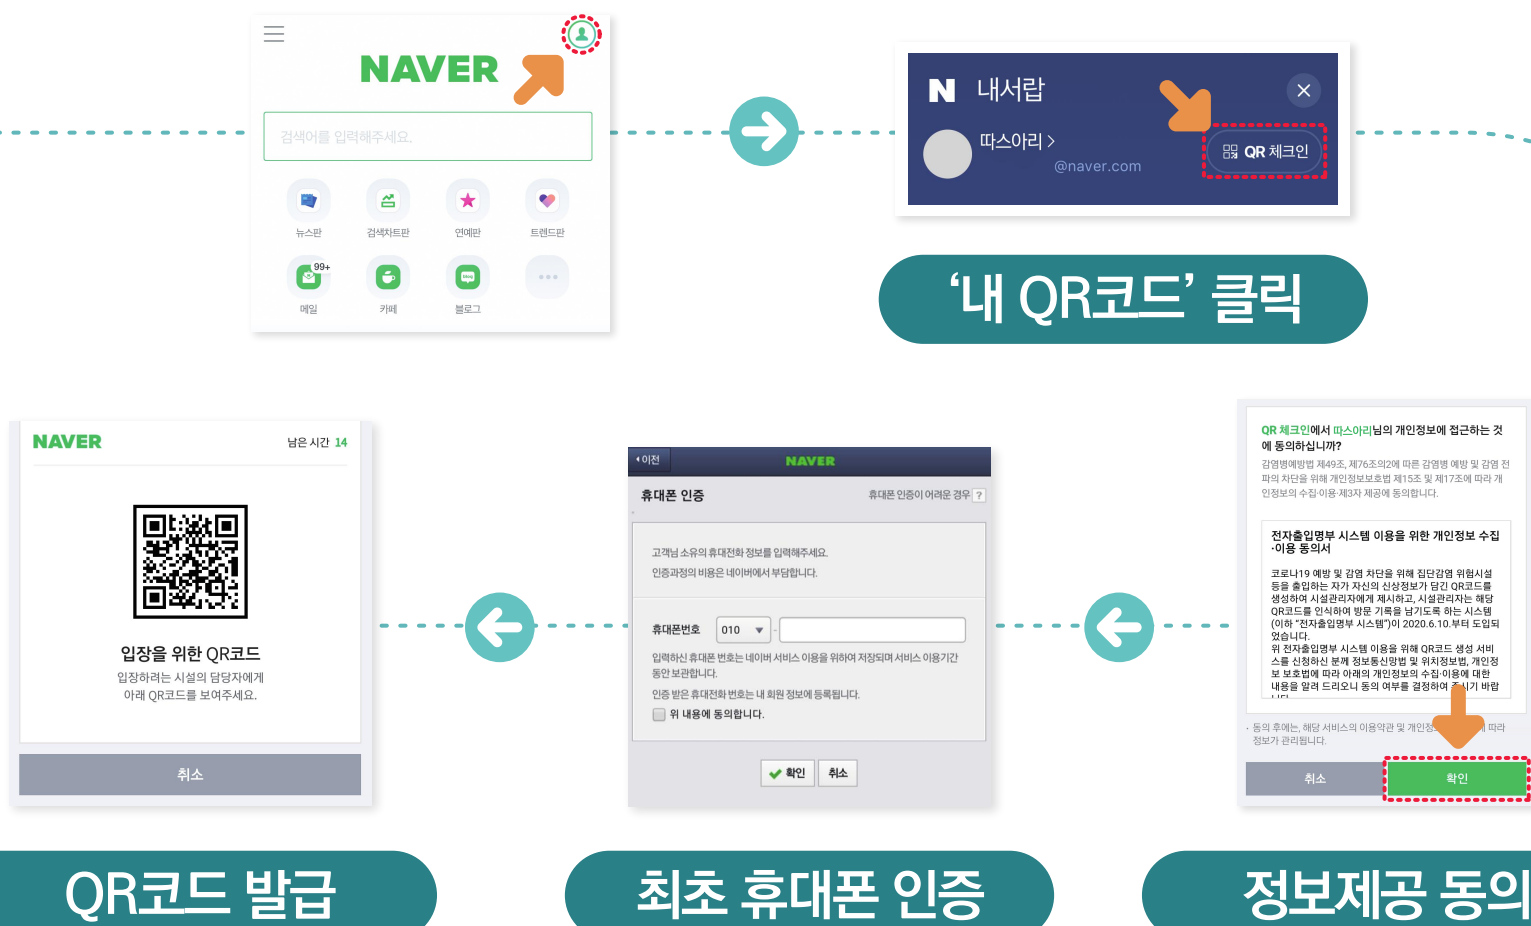 NAVER
검색어를 입력해주세요.
뉴스판
검색차트판
연예판
트렌드판
99+
blog
메일
카페
블로그
N 내서랍
따스아리 >
@naver.com
QR 체크인
‘내 QR코드’ 클릭
NAVER
남은 시간 14
입장을 위한 QR코드
입장하려는 시설의 담당자에게
아래 QR코드를 보여주세요.
취소
QR코드 발급
이전
NAVER
휴대폰 인증
휴대폰 인증이 어려운 경우 ?
고객님 소유의 휴대전화 정보를 입력해주세요.
인증과정의 비용은 네이버에서 부담합니다.
휴대폰번호 010 -
입력하신 휴대폰 번호는 네이버 서비스 이용을 위하여 저장되며 서비스 이용기간
동안 보관합니다.
인증 받은 휴대전화 번호는 내 회원 정보에 등록됩니다.
위 내용에 동의합니다.
확인
취소
최초 휴대폰 인증
QR 체크인에서 따스아리님의 개인정보에 접근하는 것
에 동의하십니까?
감염병예방법 제49조, 제76조의2에 따른 감염병 예방 및 감염 전
파의 차단을 위해 개인정보보호법 제15조 및 제17조에 따라 개
인정보의 수집·이용·제3자 제공에 동의합니다.
전자출입명부 시스템 이용을 위한 개인정보 수집
·이용 동의서
코로나19 예방 및 감염 차단을 위해 집단감염 위험시설
등을 출입하는 자가 자신의 신상정보가 담긴 QR코드를
생성하여 시설관리자에게 제시하고, 시설관리자는 해당
QR코드를 인식하여 방문 기록을 남기도록 하는 시스템
(이하 “전자출입명부 시스템”)이 2020.6.10.부터 도입되
었습니다.
위 전자출입명부 시스템 이용을 위해 QR코드 생성 서비
스를 신청하신 분께 정보통신망법 및 위치정보법, 개인정
보 보호법에 따라 아래의 개인정보의 수집·이용에 대한
내용을 알려 드리오니 동의 여부를 결정하여 기 바랍
· 동의 후에는, 해당 서비스의 이용약관 및 개인정 따라
정보가 관리됩니다.
취소
확인
정보제공 동의